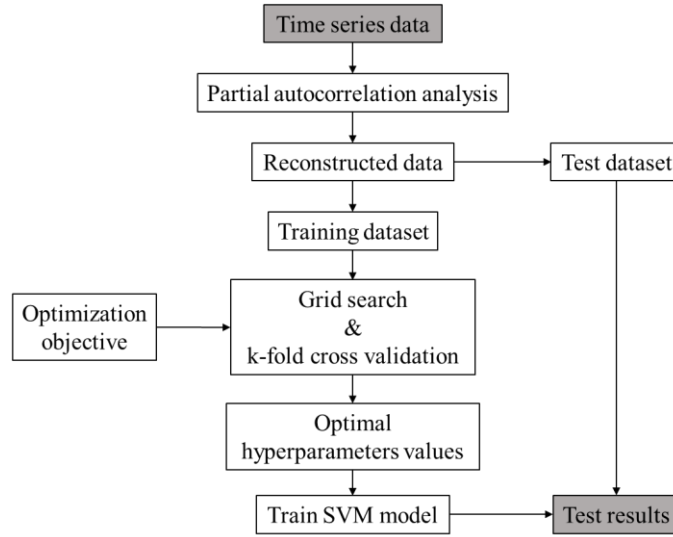 Time series data
Partial autocorrelation analysis
Reconstructed data
Test dataset
Training dataset
Optimization
objective
Grid search
&
k-fold cross validation
Optimal
hyperparameters values
Train SVM model
Test results